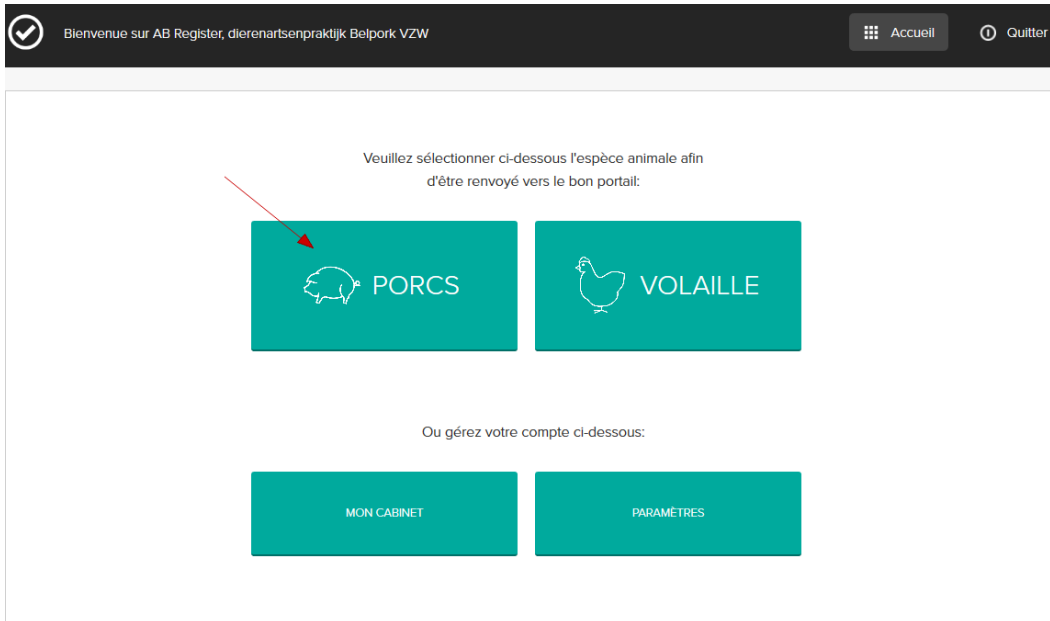 Bienvenue sur AB Register, dierenartsenpraktijk Belpork VZW
Accueil
Quitter
Veuillez sélectionner ci-dessous l'espèce animale afin
d'être renvoyé vers le bon portail:
PORCS
VOLAILLE
Ou gérez votre compte ci-dessous:
MON CABINET
PARAMÈTRES